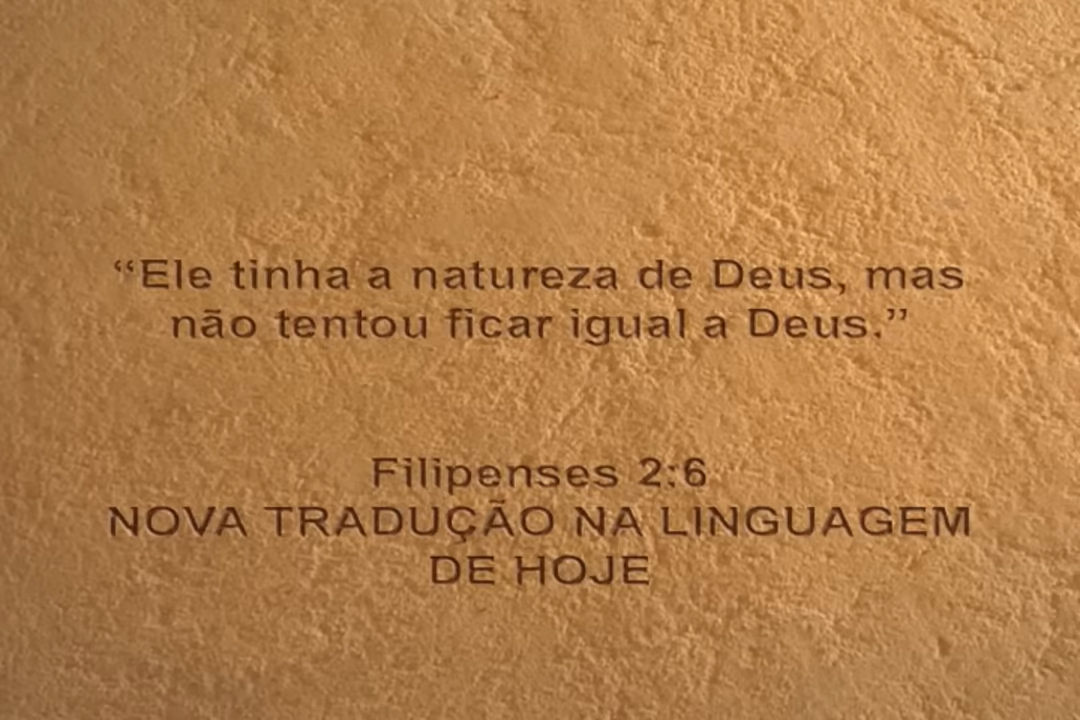 “Ele tinha a natureza de Deus, mas
não tentou ficar igual a Deus.”
Filipenses 2:6
NOVA TRADUÇÃO NA LINGUAGEM
DE HOJE